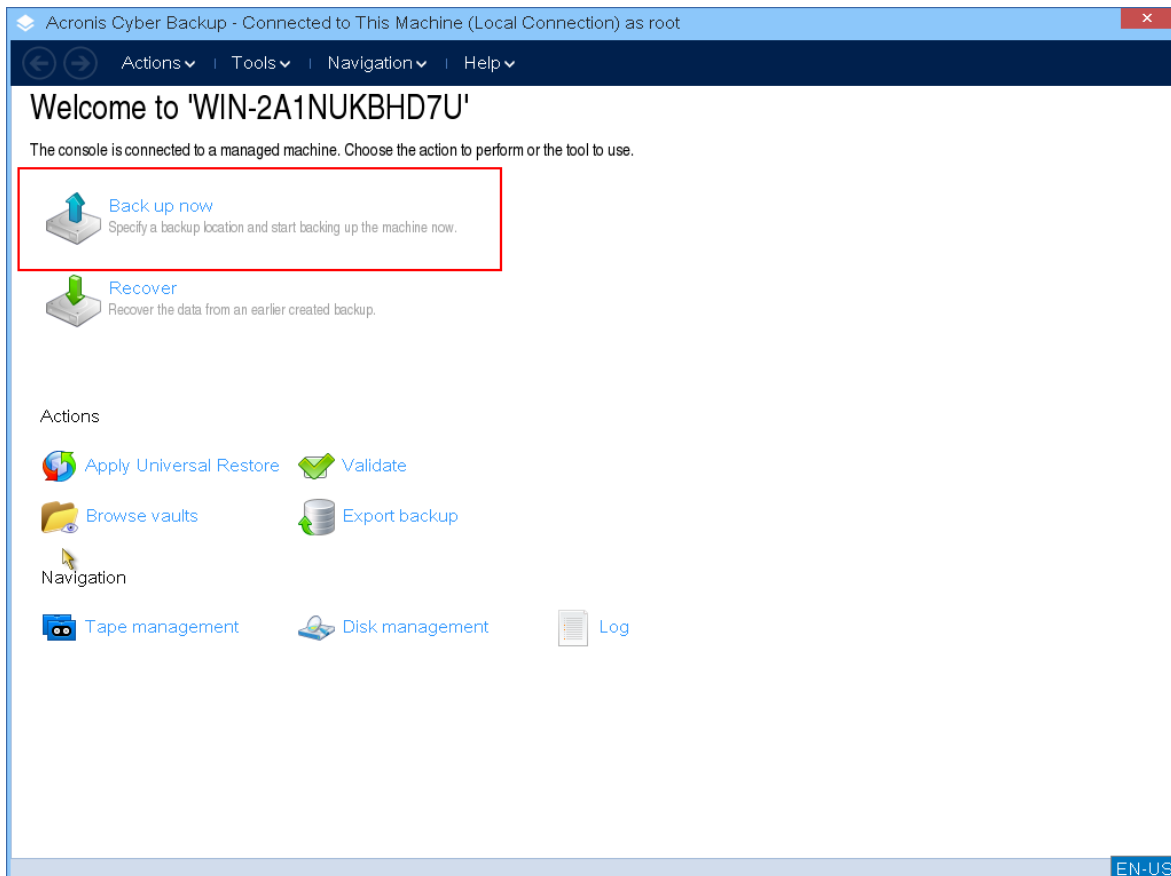 Acronis Cyber Backup - Connected to This Machine (Local Connection) as root
Actions Tools Navigation Help
Welcome to 'WIN-2A1NUKBHD7U'
The console is connected to a managed machine. Choose the action to perform or the tool to use.
Back up now
Specify a backup location and start backing up the machine now.
Recover
Recover the data from an earlier created backup.
Actions
Apply Universal Restore Validate
Browse vaults Export backup
Navigation
Tape management Disk management Log
EN-US